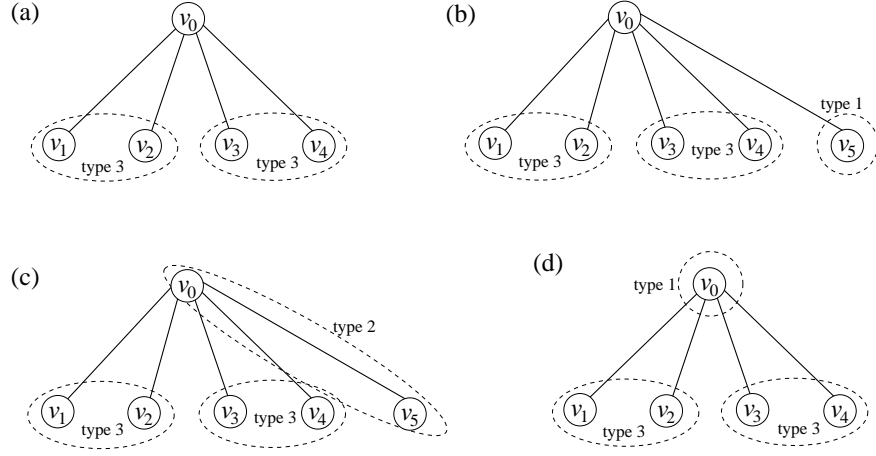 (a)
v0
v1 v2 v3 v4
type 3 type 3
(b)
v0
type 1
v1 v2 v3 v4 v5
type 3 type 3
(c)
v0
type 2
v1 v2 v3 v4 v5
type 3 type 3
(d)
type 1 v0
v1 v2 v3 v4
type 3 type 3